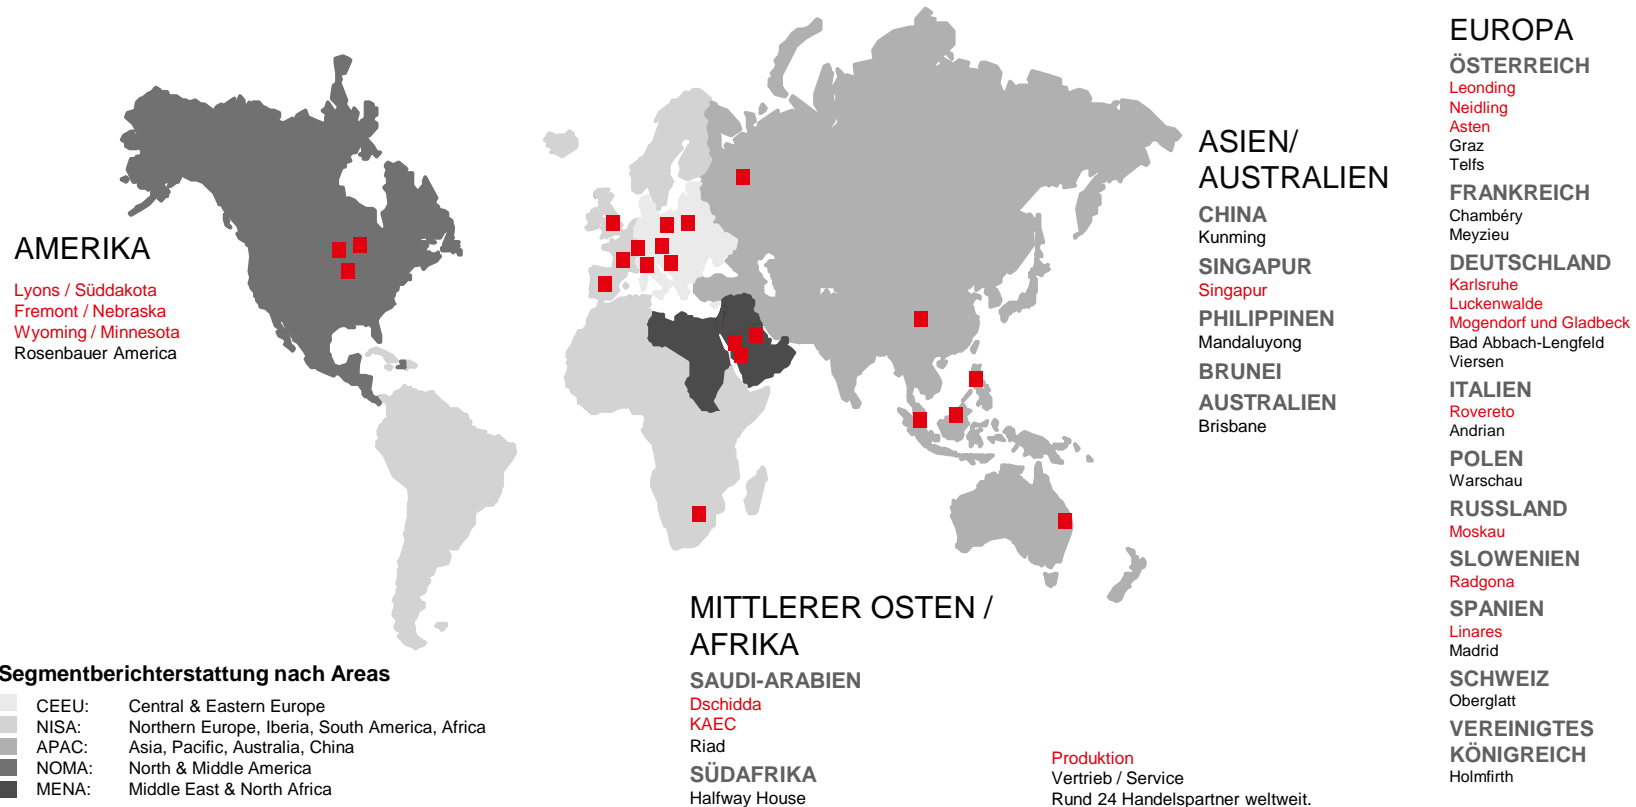 AMERIKA
Lyons / Süddakota
Fremont / Nebraska
Wyoming / Minnesota
Rosenbauer America
Segmentberichterstattung nach Areas
CEEU: Central & Eastern Europe
NISA: Northern Europe, Iberia, South America, Africa
APAC: Asia, Pacific, Australia, China
NOMA: North & Middle America
MENA: Middle East & North Africa
MITTLERER OSTEN /
AFRIKA
SAUDI-ARABIEN
Dschidda
KAEC
Riad
SÜDAFRIKA
Halfway House
Produktion
Vertrieb / Service
Rund 24 Handelspartner weltweit.
ASIEN/
AUSTRALIEN
CHINA
Kunming
SINGAPUR
Singapur
PHILIPPINEN
Mandaluyong
BRUNEI
AUSTRALIEN
Brisbane
EUROPA
ÖSTERREICH
Leonding
Neidling
Asten
Graz
Telfs
FRANKREICH
Chambéry
Meyzieu
DEUTSCHLAND
Karlsruhe
Luckenwalde
Mogendorf und Gladbeck
Bad Abbach-Lengfeld
Viersen
ITALIEN
Rovereto
Andrian
POLEN
Warschau
RUSSLAND
Moskau
SLOWENIEN
Radgona
SPANIEN
Linares
Madrid
SCHWEIZ
Oberglatt
VEREINIGTES
KÖNIGREICH
Holmfirth